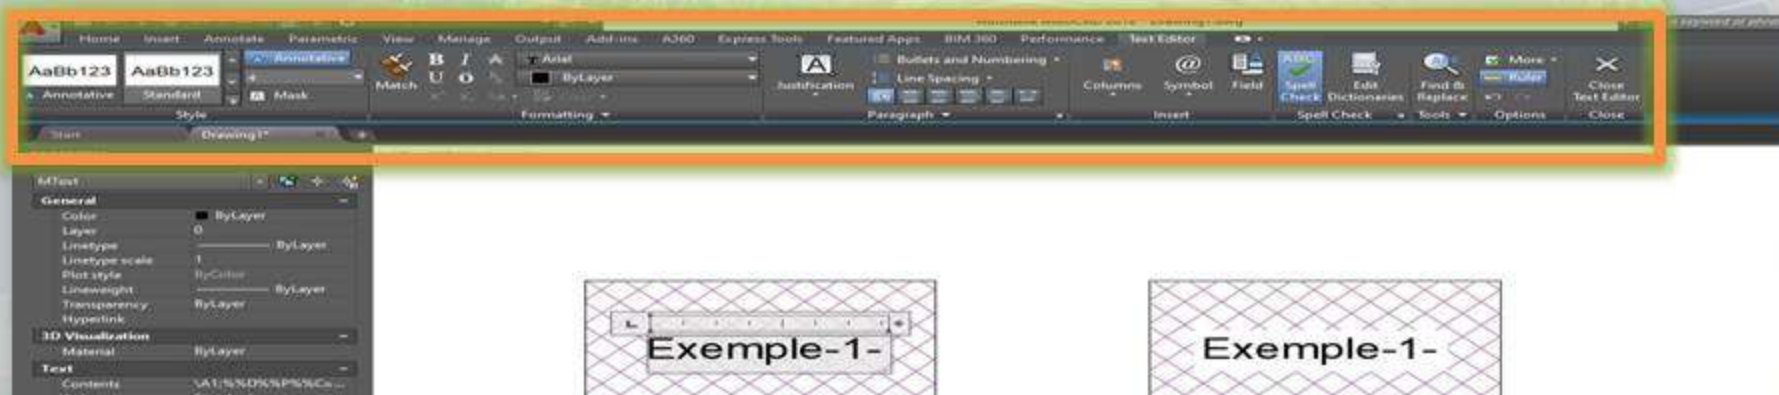 Home Insert Annotate Parametric View Manage Output Add-ins A360 Express Tools Featured Apps BIM 360 Performance Text Editor
AaBb123 AaBb123 Annotative
Annotative Standard Mask
Match
B I A
U O
Arial
ByLayer
A
Justification
Bullets and Numbering
Line Spacing
Columns
@
Symbol
Field
ABC
Spell Check
Edit Dictionaries
Find & Replace
More
Ruler
Close Text Editor
Style Formatting Paragraph Insert Spell Check Tools Options Close
Start Drawing1*
MText
General
Color ByLayer
Layer 0
Linetype ByLayer
Linetype scale 1
Plot style ByColor
Lineweight ByLayer
Transparency ByLayer
Hyperlink
3D Visualization
Material ByLayer
Text
Contents
Exemple-1-
Exemple-1-